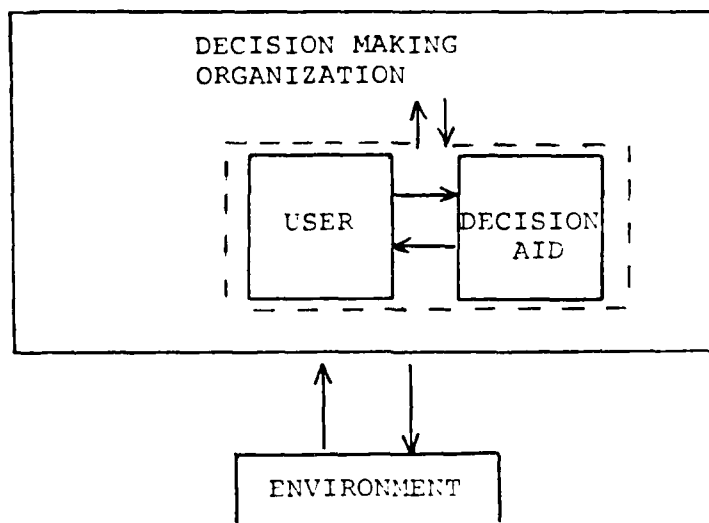 DECISION MAKING
ORGANIZATION
USER
DECISION
AID
ENVIRONMENT